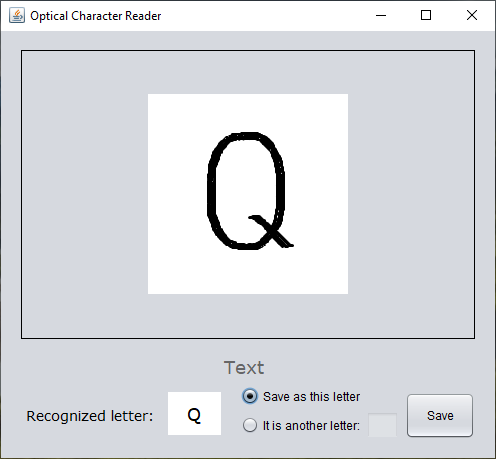 Optical Character Reader
Q
Text
Recognized letter: Q
Save as this letter
It is another letter:
Save